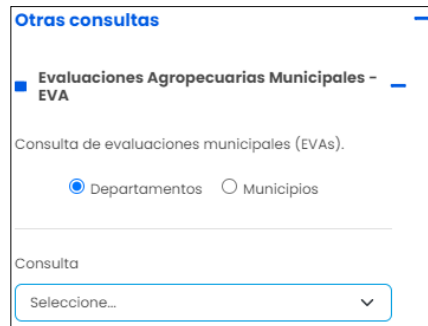 Otras consultas
Evaluaciones Agropecuarias Municipales -
EVA
Consulta de evaluaciones municipales (EVAs).
Departamentos Municipios
Consulta
Seleccione...